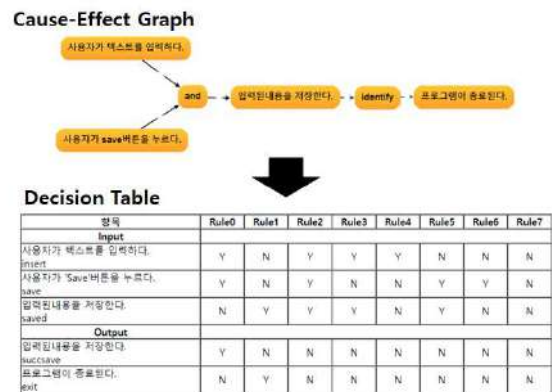 Cause-Effect Graph
사용자가 텍스트를 입력하다.
and
입력된내용을 저장한다.
identify
프로그램이 종료된다.
사용자가 save버튼을 누르다.
Decision Table
항목 Rule0 Rule1 Rule2 Rule3 Rule4 Rule5 Rule6 Rule7
Input
사용자가 텍스트를 입력하다.
insert Y N Y Y Y N N N
사용자가 'Save'버튼을 누르다.
save Y N Y N N Y Y N
입력된내용을 저장한다.
saved N Y Y Y N Y N N
Output
입력된내용을 저장한다.
succsave Y N N N N N N N
프로그램이 종료된다.
exit N Y N N N N N N